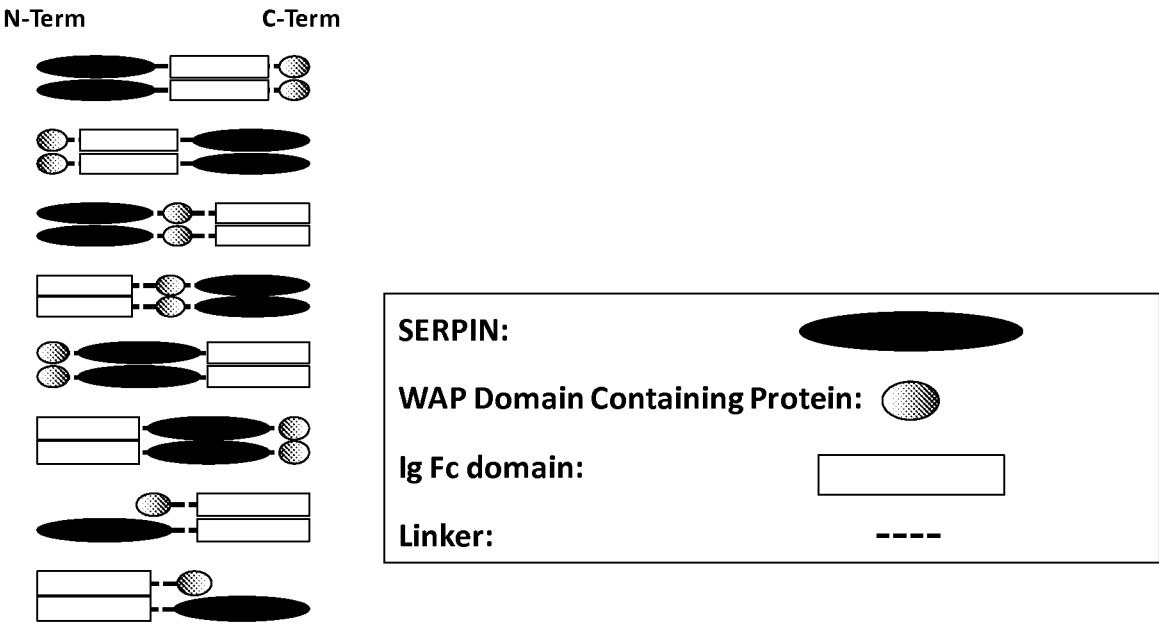 N-Term C-Term
SERPIN:
WAP Domain Containing Protein:
Ig Fc domain:
Linker: